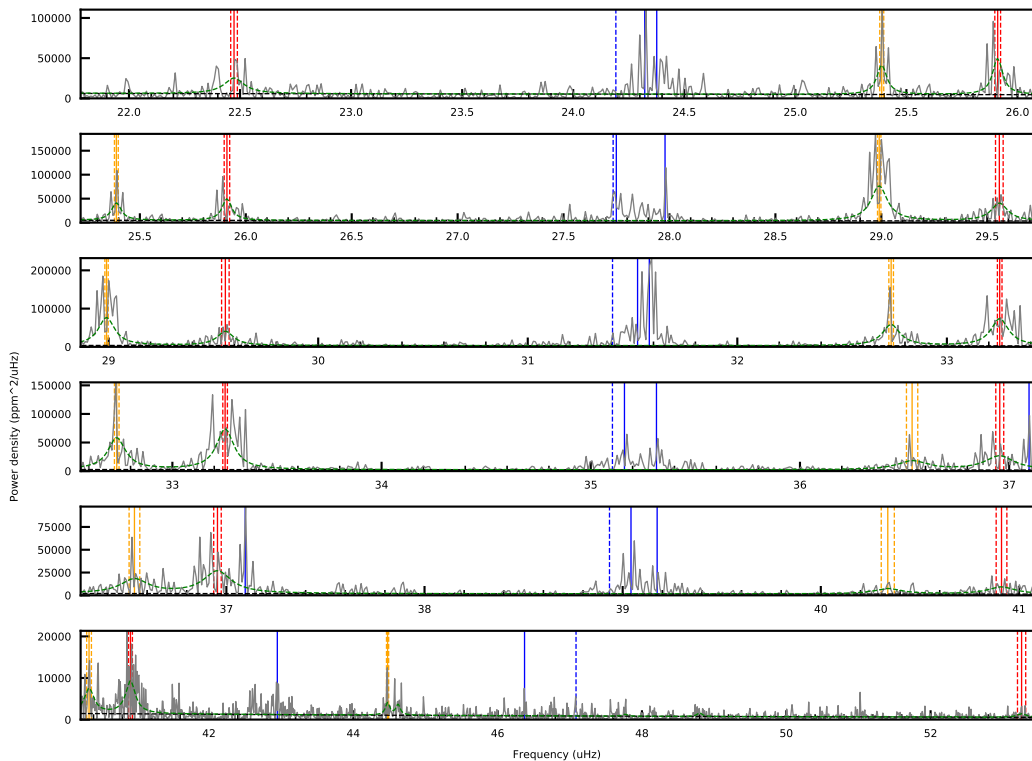 100000
50000
0
22.0 22.5 23.0 23.5 24.0 24.5 25.0 25.5 26.0
150000
100000
50000
0
25.5 26.0 26.5 27.0 27.5 28.0 28.5 29.0 29.5
200000
100000
0
29 30 31 32 33
150000
100000
50000
0
33 34 35 36 37
Power density (ppm^2/uHz)
75000
50000
25000
0
37 38 39 40 41
20000
10000
0
42 44 46 48 50 52
Frequency (uHz)